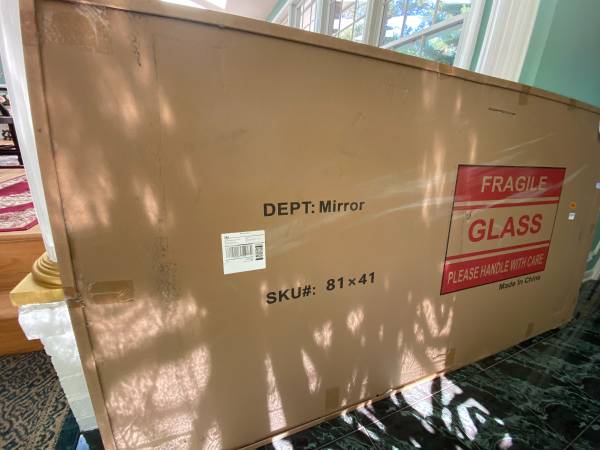 DEPT: Mirror
SKU#: 81×41
FRAGILE
GLASS
PLEASE HANDLE WITH CARE
Made In China